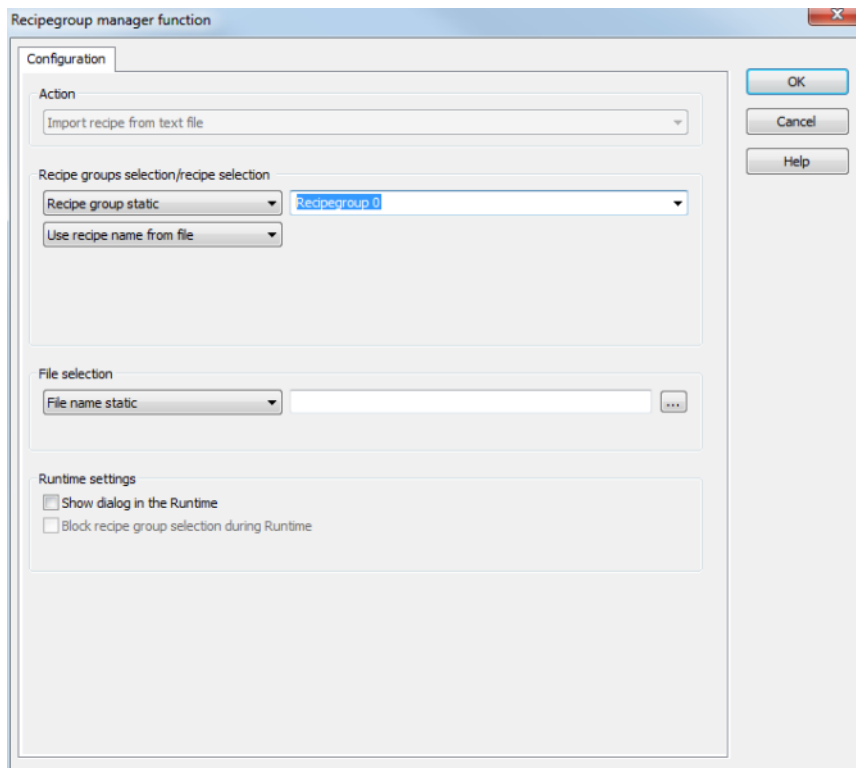 Recipegroup manager function
Configuration
OK
Action
Import recipe from text file
Cancel
Help
Recipe groups selection/recipe selection
Recipe group static
Recipegroup 0
Use recipe name from file
File selection
File name static
...
Runtime settings
Show dialog in the Runtime
Block recipe group selection during Runtime